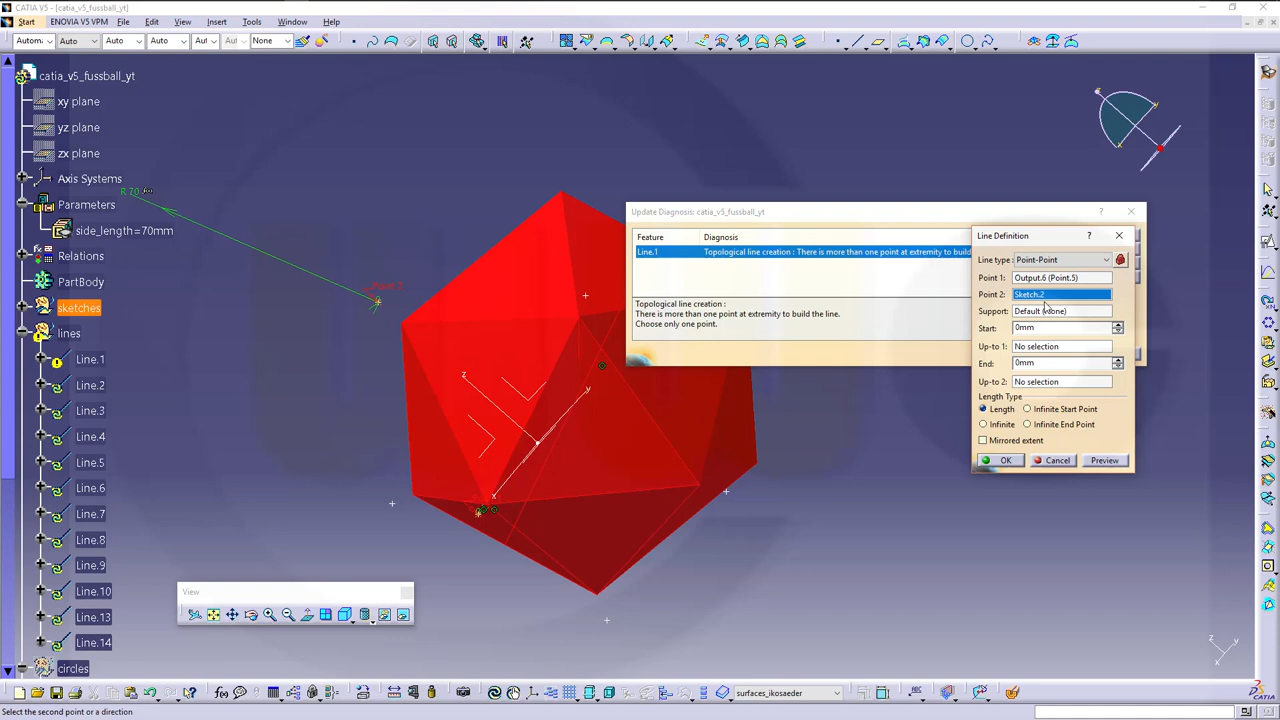 CATIA V5 - [catia_v5_fussball_yt]
Start ENOVIA V5 VPM File Edit View Insert Tools Window Help
Autom Auto Auto Auto Aut Aut None
catia_v5_fussball_yt
xy plane
yz plane
zx plane
Axis Systems
Parameters
side_length=70mm
Relations
PartBody
sketches
lines
Line.1
Line.2
Line.3
Line.4
Line.5
Line.6
Line.7
Line.8
Line.9
Line.10
Line.13
Line.14
circles
R 70
Point 2
z
y
x
View
Update Diagnosis: catia_v5_fussball_yt ?
Feature Diagnosis
Line.1 Topological line creation : There is more than one point at extremity to build
Topological line creation :
There is more than one point at extremity to build the line.
Choose only one point.
Line Definition ?
Line type : Point-Point
Point 1: Output.6 (Point.5)
Point 2: Sketch.2
Support: Default (None)
Start: 0mm
Up-to 1: No selection
End: 0mm
Up-to 2: No selection
Length Type
Length Infinite Start Point
Infinite Infinite End Point
Mirrored extent
OK Cancel Preview
z y
x
surfaces_ikosaeder
Select the second point or a direction
CATIA